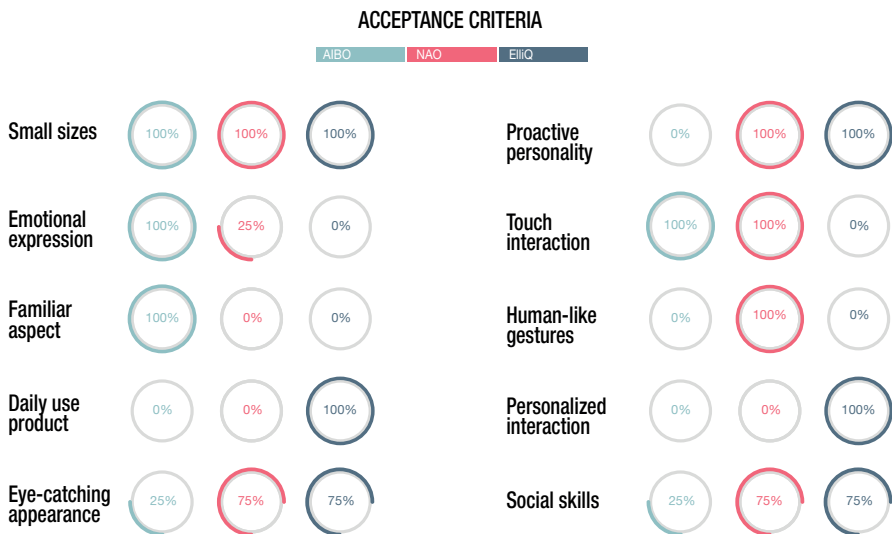 ACCEPTANCE CRITERIA
AIBO NAO ElliQ
Small sizes 100% 100% 100%
Emotional
expression 100% 25% 0%
Familiar
aspect 100% 0% 0%
Daily use
product 0% 0% 100%
Eye-catching
appearance 25% 75% 75%
Proactive
personality 0% 100% 100%
Touch
interaction 100% 100% 0%
Human-like
gestures 0% 100% 0%
Personalized
interaction 0% 0% 100%
Social skills 25% 75% 75%